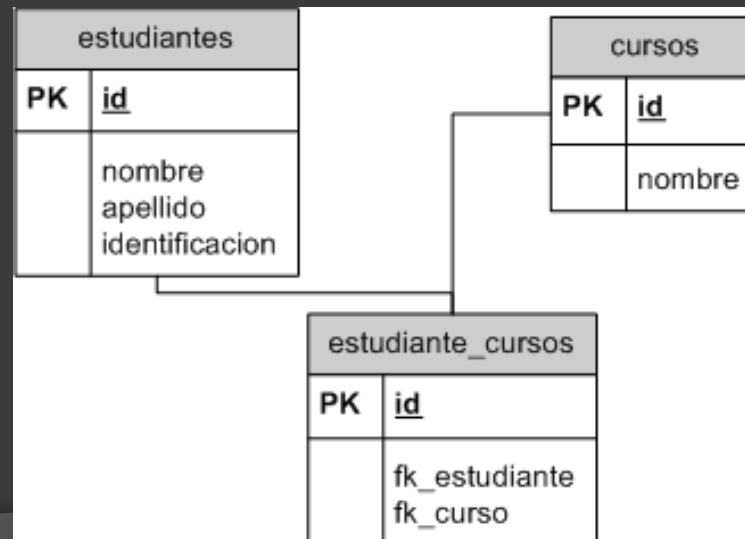 estudiantes
PK id
nombre
apellido
identificacion
cursos
PK id
nombre
estudiante_cursos
PK id
fk_estudiante
fk_curso